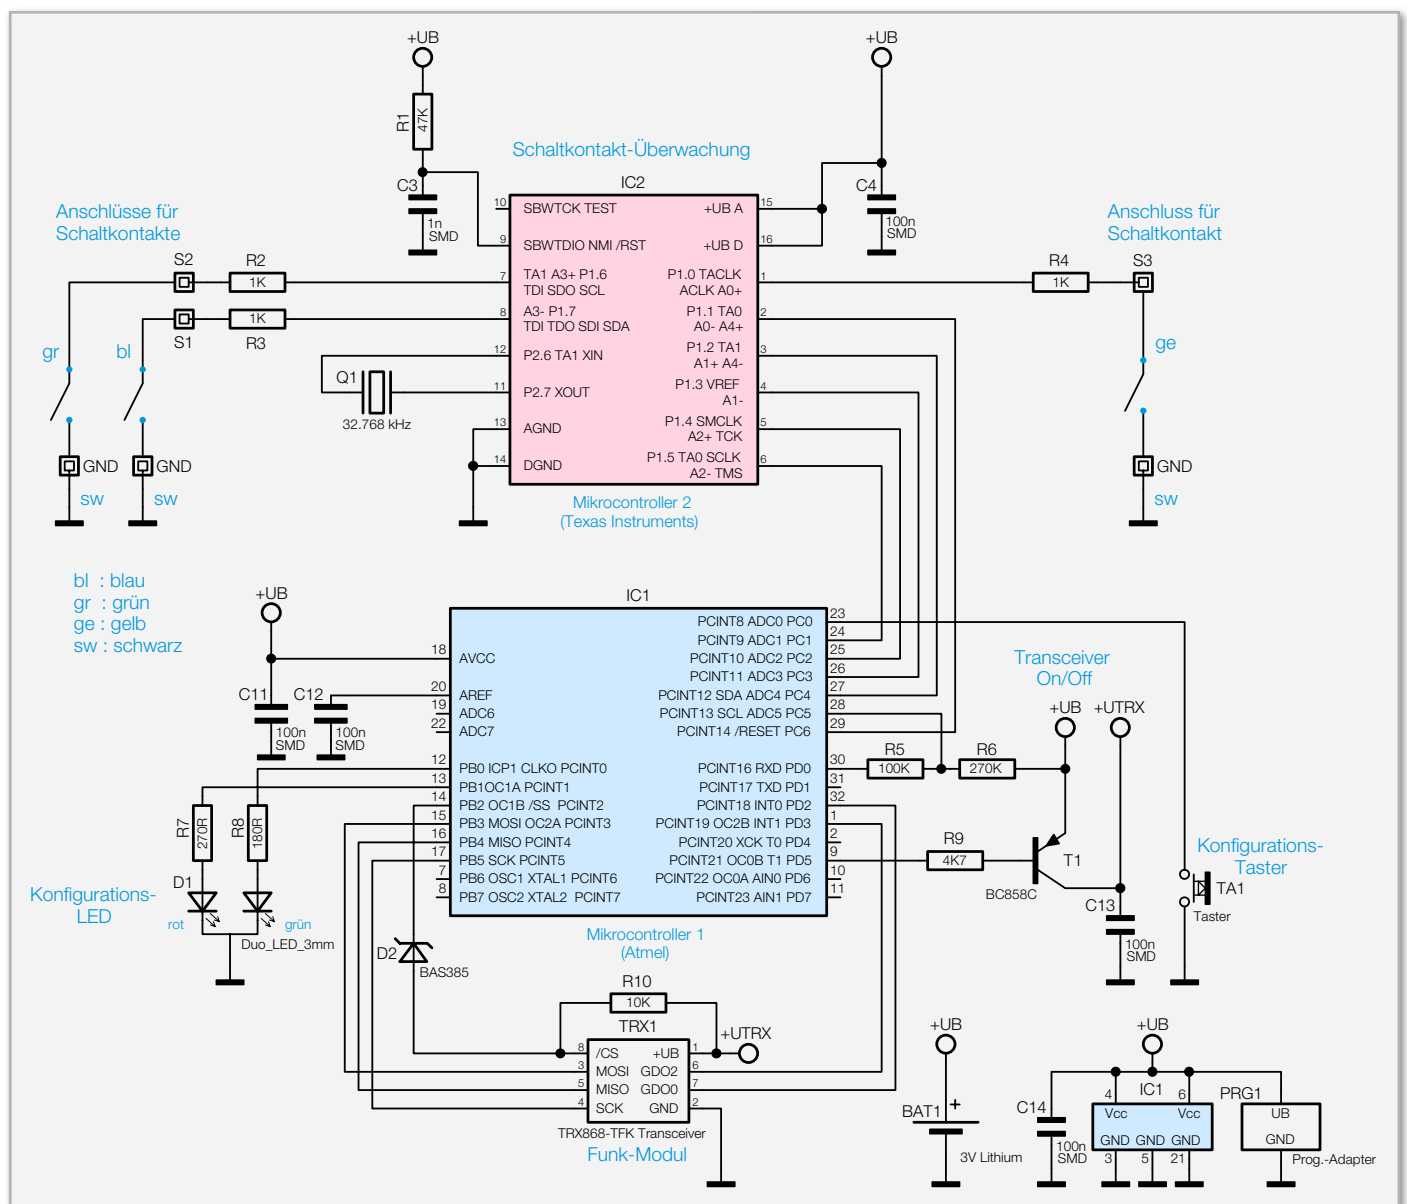 +UB
+UB
R1
47K
Schaltkontakt-Überwachung
C3
1n
SMD
IC2
C4
100n
SMD
Anschlüsse für
Schaltkontakte
Anschluss für
Schaltkontakt
10 SBWTCK TEST
+UB A 15
9 SBWTDIO NMI /RST
+UB D 16
S2
R2
1K
7 TA1 A3+ P1.6
TDI SDO SCL
P1.0 TACLK 1
ACLK A0+
R4
1K
S3
S1
1K
R3
8 A3- P1.7
TDI TDO SDI SDA
P1.1 TA0 2
A0- A4+
gr
bl
ge
12 P2.6 TA1 XIN
P1.2 TA1 3
A1+ A4-
Q1
32.768 kHz
11 P2.7 XOUT
P1.3 VREF 4
A1-
13 AGND
P1.4 SMCLK 5
A2+ TCK
14 DGND
P1.5 TA0 SCLK 6
A2- TMS
GND
GND
GND
sw
sw
sw
Mikrocontroller 2
(Texas Instruments)
bl : blau
gr : grün
ge : gelb
sw : schwarz
+UB
IC1
PCINT8 ADC0 PC0 23
PCINT9 ADC1 PC1 24
18 AVCC
PCINT10 ADC2 PC2 25
PCINT11 ADC3 PC3 26
20 AREF
PCINT12 SDA ADC4 PC4 27
19 ADC6
PCINT13 SCL ADC5 PC5 28
22 ADC7
PCINT14 /RESET PC6 29
C11
100n
SMD
C12
100n
SMD
Transceiver
On/Off
+UB
+UTRX
12 PB0 ICP1 CLKO PCINT0
PCINT16 RXD PD0 30
R5
100K
R6
270K
13 PB1OC1A PCINT1
PCINT17 TXD PD1 31
14 PB2 OC1B /SS PCINT2
PCINT18 INT0 PD2 32
15 PB3 MOSI OC2A PCINT3
PCINT19 OC2B INT1 PD3 1
16 PB4 MISO PCINT4
PCINT20 XCK T0 PD4 2
17 PB5 SCK PCINT5
PCINT21 OC0B T1 PD5 9
7 PB6 OSC1 XTAL1 PCINT6
PCINT22 OC0A AIN0 PD6 10
8 PB7 OSC2 XTAL2 PCINT7
PCINT23 AIN1 PD7 11
R7
270R
R8
180R
R9
4K7
T1
BC858C
Konfigurations-
Taster
TA1
Taster
Konfigurations-
LED
D1
rot
grün
Duo_LED_3mm
C13
100n
SMD
Mikrocontroller 1
(Atmel)
D2
BAS385
R10
10K
TRX1
+UTRX
8 /CS
+UB 1
3 MOSI
GDO2 6
5 MISO
GDO0 7
4 SCK
GND 2
TRX868-TFK Transceiver
Funk-Modul
+UB
BAT1
+
3V Lithium
+UB
C14
100n
SMD
IC1
4
6
Vcc
Vcc
GND GND GND
3 5 21
PRG1
UB
GND
Prog.-Adapter